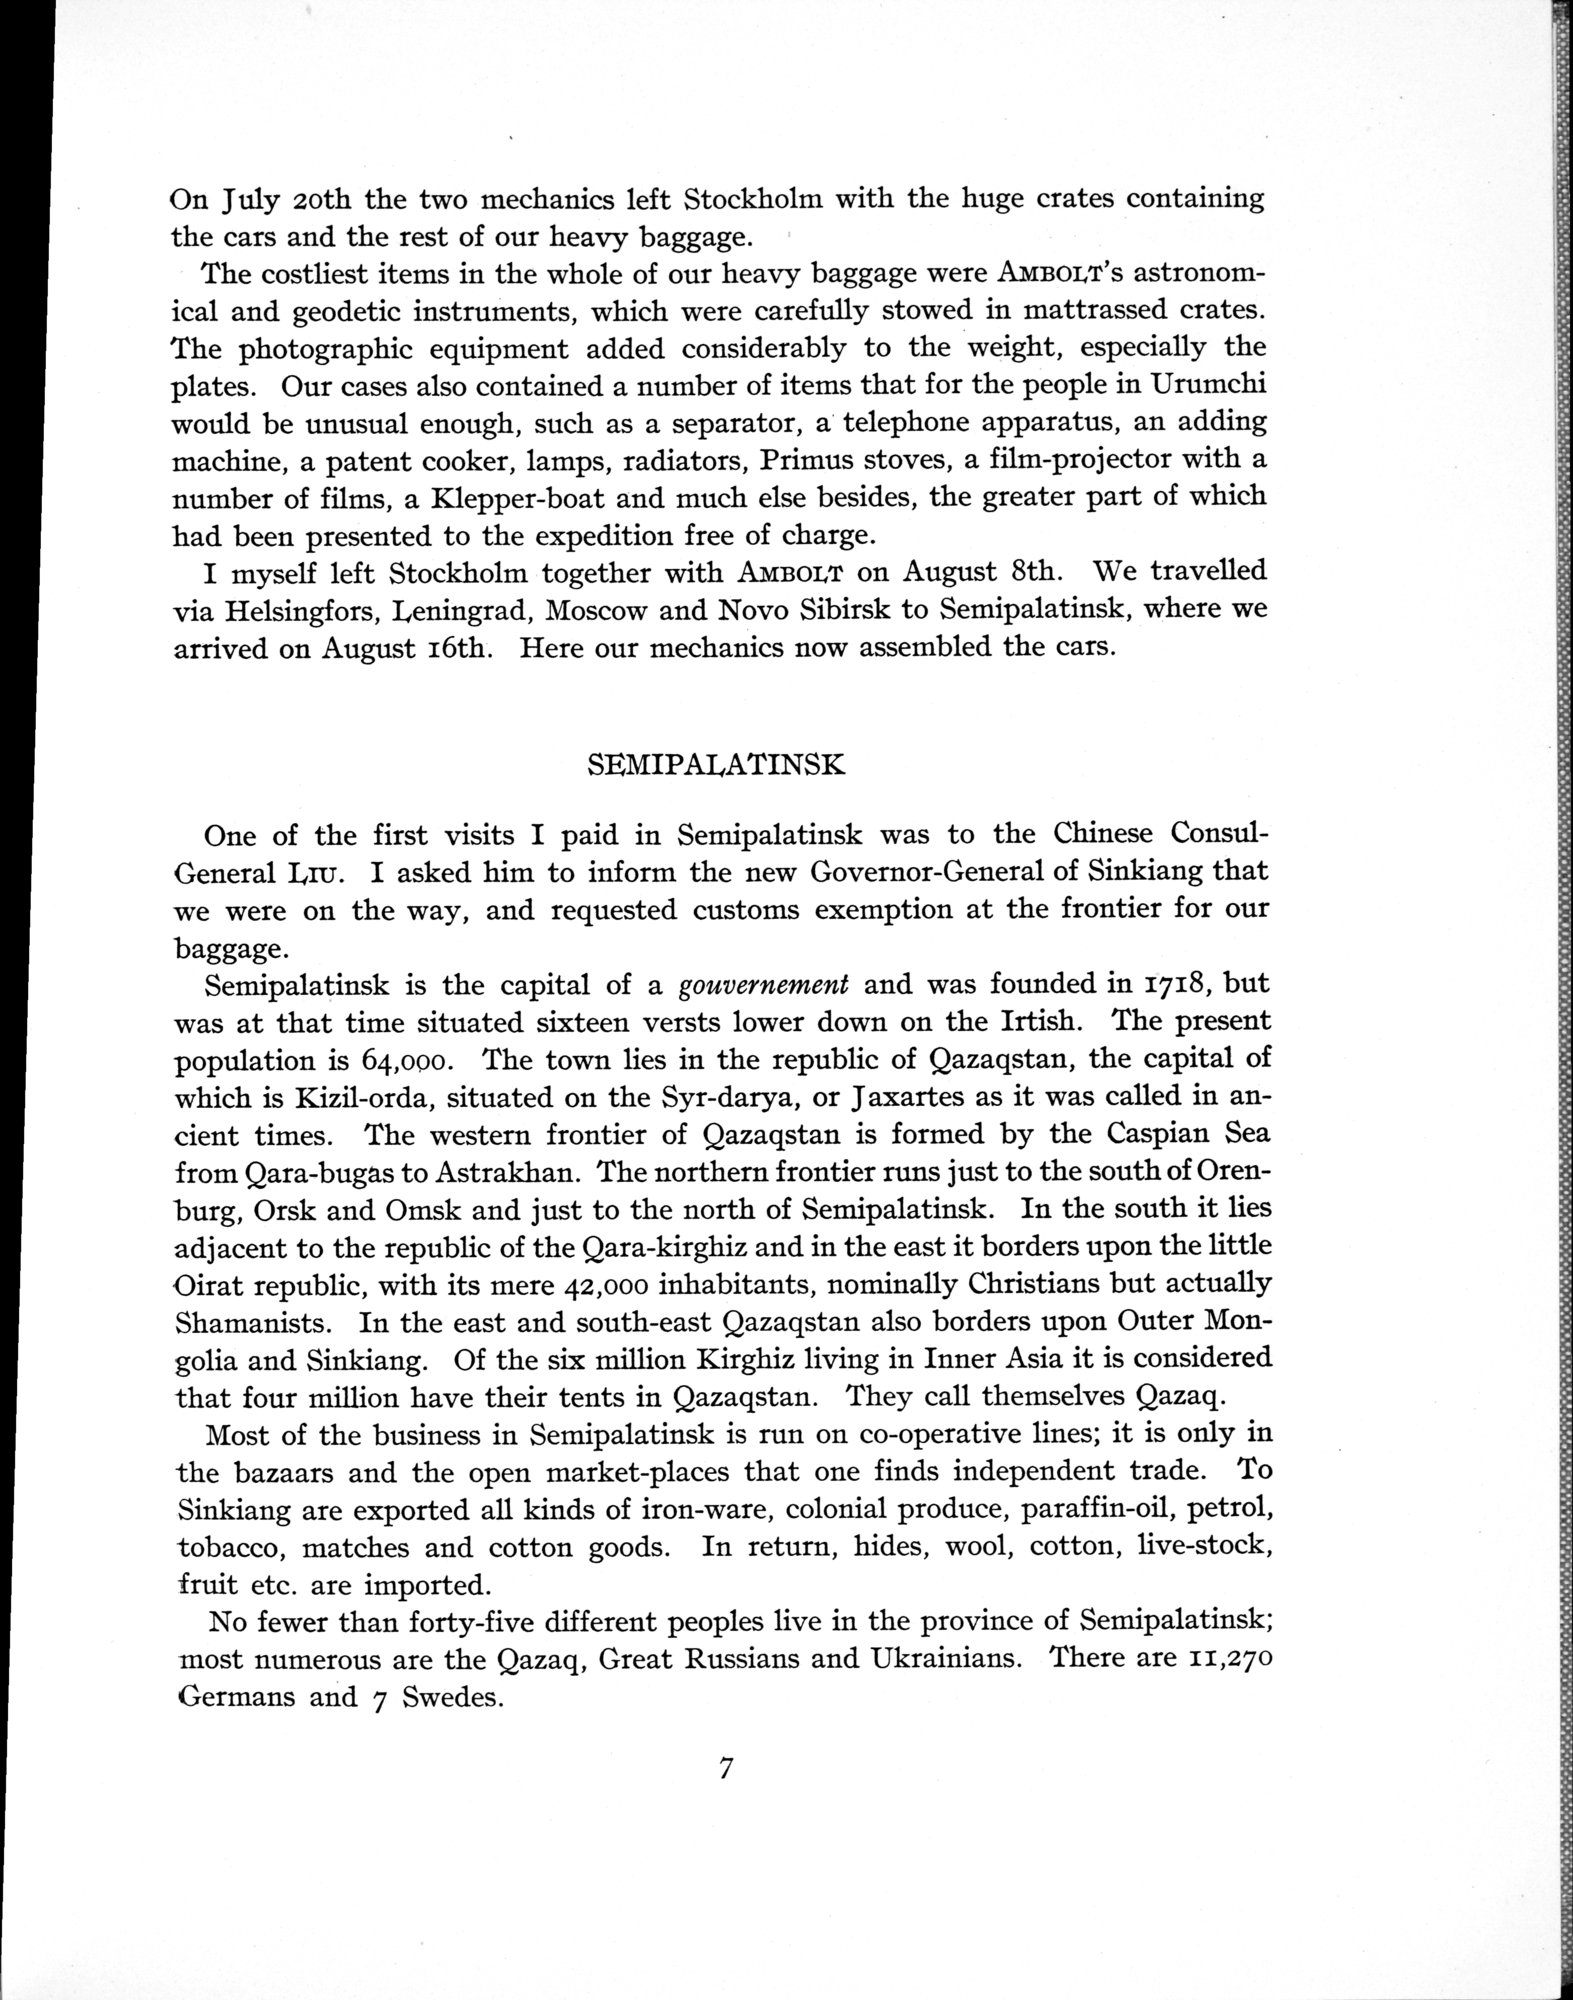 On July 20th the two mechanics left Stockholm with the huge crates containing
the cars and the rest of our heavy baggage.
The costliest items in the whole of our heavy baggage were AMBOLT's astronom-
ical and geodetic instruments, which were carefully stowed in mattrassed crates.
The photographic equipment added considerably to the weight, especially the
plates. Our cases also contained a number of items that for the people in Urumchi
would be unusual enough, such as a separator, a telephone apparatus, an adding
machine, a patent cooker, lamps, radiators, Primus stoves, a film-projector with a
number of films, a Klepper-boat and much else besides, the greater part of which
had been presented to the expedition free of charge.
I myself left Stockholm together with AMBOLT on August 8th. We travelled
via Helsingfors, Leningrad, Moscow and Novo Sibirsk to Semipalatinsk, where we
arrived on August 16th. Here our mechanics now assembled the cars.
SEMIPALATINSK
One of the first visits I paid in Semipalatinsk was to the Chinese Consul-
General LIU. I asked him to inform the new Governor-General of Sinkiang that
we were on the way, and requested customs exemption at the frontier for our
baggage.
Semipalatinsk is the capital of a gouvernement and was founded in 1718, but
was at that time situated sixteen versts lower down on the Irtish. The present
population is 64,000. The town lies in the republic of Qazaqstan, the capital of
which is Kizil-orda, situated on the Syr-darya, or Jaxartes as it was called in an-
cient times. The western frontier of Qazaqstan is formed by the Caspian Sea
from Qara-bugas to Astrakhan. The northern frontier runs just to the south of Oren-
burg, Orsk and Omsk and just to the north of Semipalatinsk. In the south it lies
adjacent to the republic of the Qara-kirghiz and in the east it borders upon the little
Oirat republic, with its mere 42,000 inhabitants, nominally Christians but actually
Shamanists. In the east and south-east Qazaqstan also borders upon Outer Mon-
golia and Sinkiang. Of the six million Kirghiz living in Inner Asia it is considered
that four million have their tents in Qazaqstan. They call themselves Qazaq.
Most of the business in Semipalatinsk is run on co-operative lines; it is only in
the bazaars and the open market-places that one finds independent trade. To
Sinkiang are exported all kinds of iron-ware, colonial produce, paraffin-oil, petrol,
tobacco, matches and cotton goods. In return, hides, wool, cotton, live-stock,
fruit etc. are imported.
No fewer than forty-five different peoples live in the province of Semipalatinsk;
most numerous are the Qazaq, Great Russians and Ukrainians. There are 11,270
Germans and 7 Swedes.
7